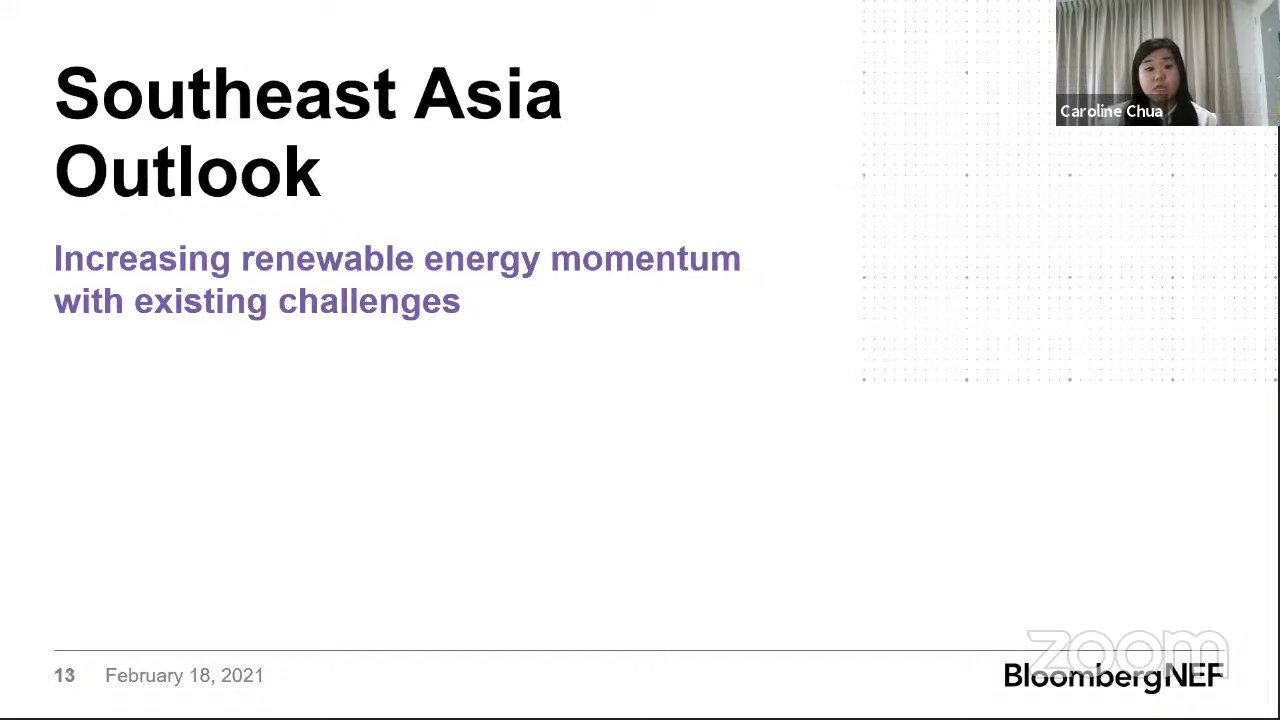 Southeast Asia
Outlook
Caroline Chua
Increasing renewable energy momentum
with existing challenges
zoom
13 February 18, 2021
BloombergNEF